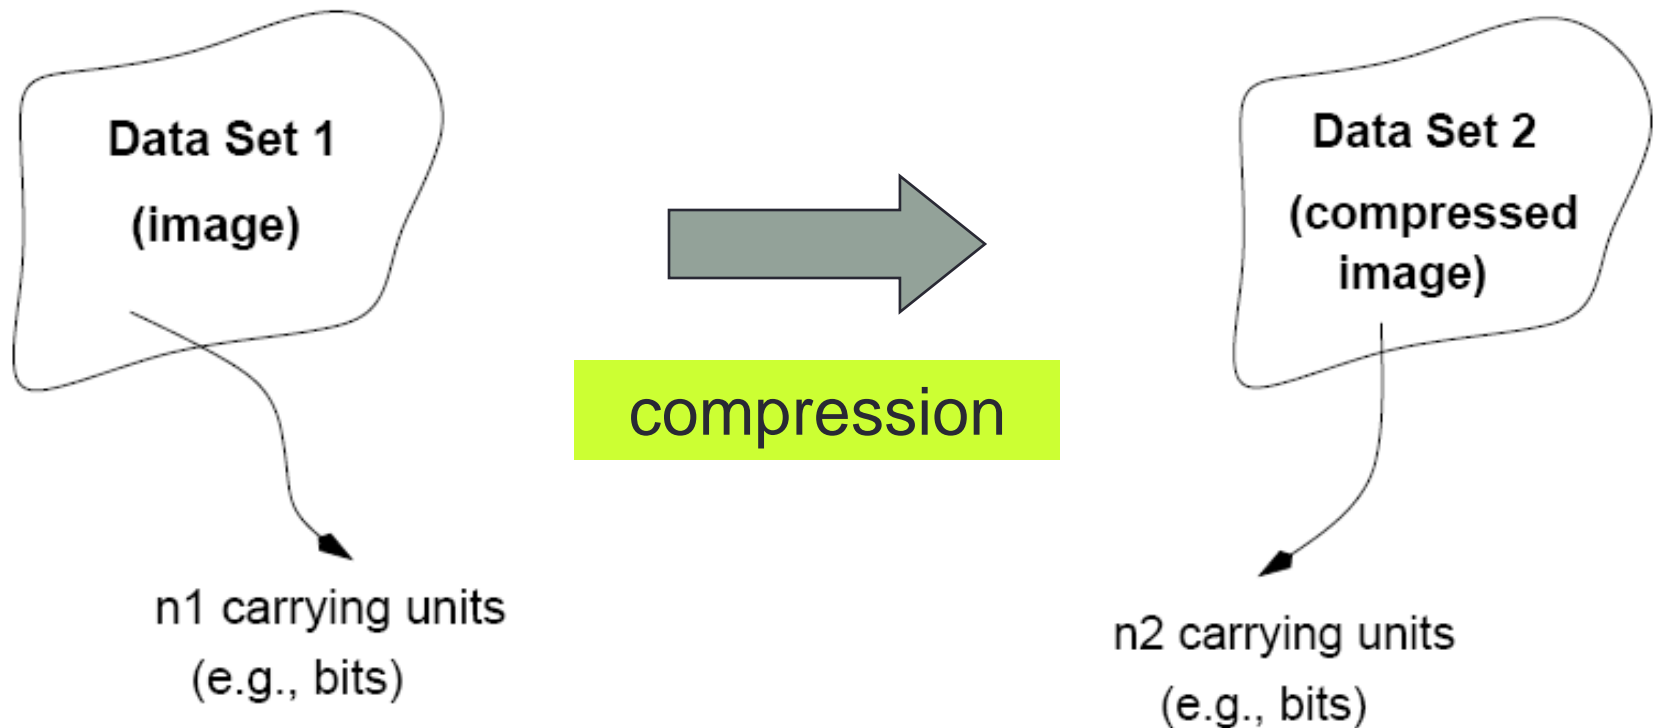 Data Set 1
(image)
n1 carrying units
(e.g., bits)
compression
Data Set 2
(compressed
image)
n2 carrying units
(e.g., bits)